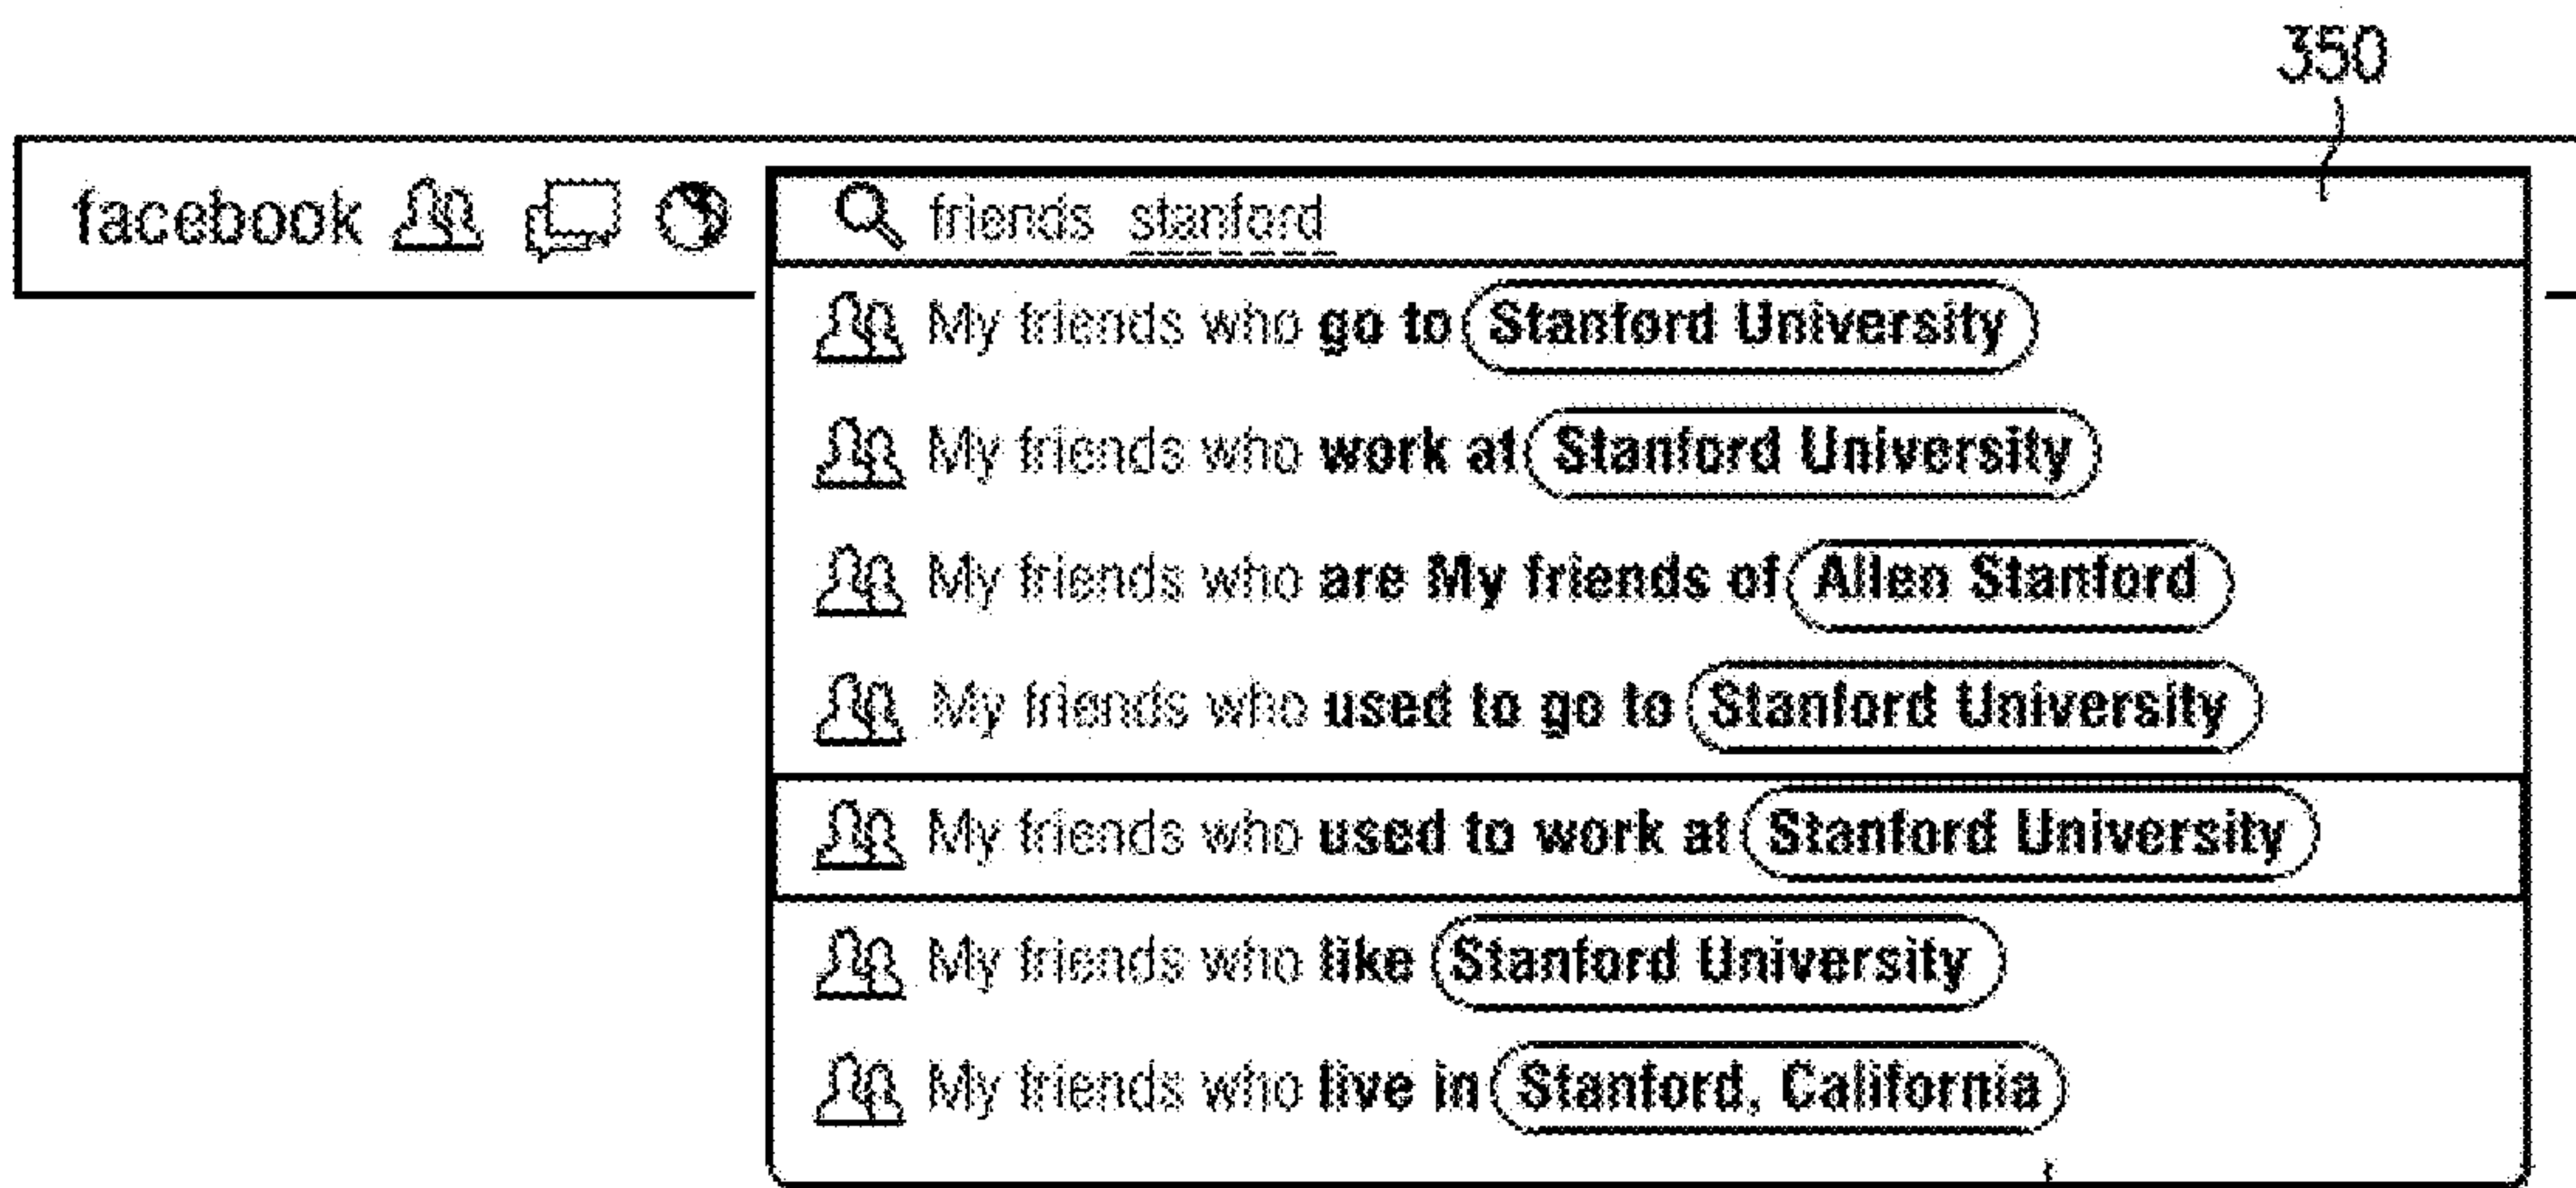 350
facebook friends stanford
My friends who go to Stanford University
My friends who work at Stanford University
My friends who are My friends of Allen Stanford
My friends who used to go to Stanford University
My friends who used to work at Stanford University
My friends who like Stanford University
My friends who live in Stanford, California